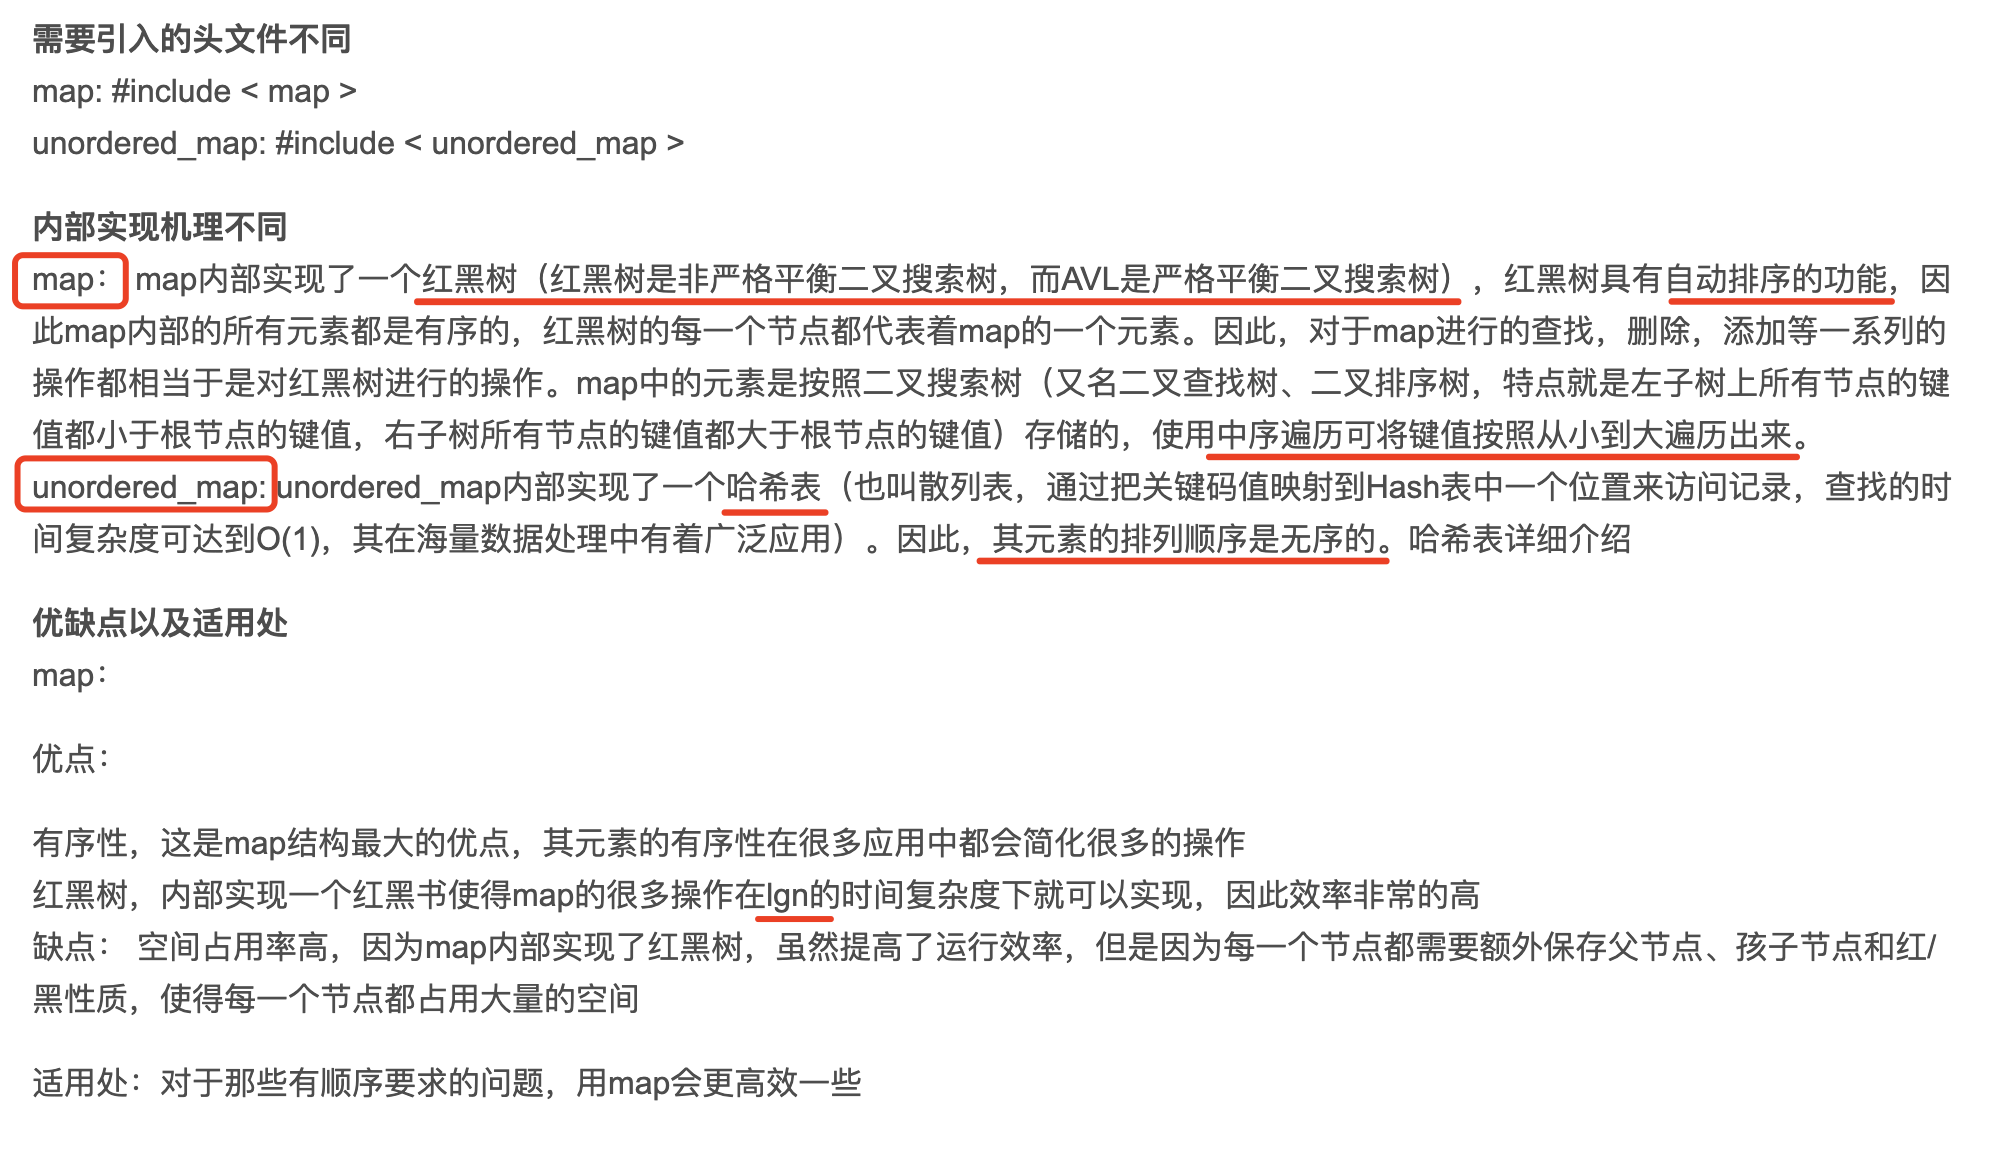 需要引入的头文件不同
map: #include < map >
unordered_map: #include < unordered_map >
内部实现机理不同
map： map内部实现了一个红黑树（红黑树是非严格平衡二叉搜索树，而AVL是严格平衡二叉搜索树），红黑树具有自动排序的功能，因
此map内部的所有元素都是有序的，红黑树的每一个节点都代表着map的一个元素。因此，对于map进行的查找，删除，添加等一系列的
操作都相当于是对红黑树进行的操作。map中的元素是按照二叉搜索树（又名二叉查找树、二叉排序树，特点就是左子树上所有节点的键
值都小于根节点的键值，右子树所有节点的键值都大于根节点的键值）存储的，使用中序遍历可将键值按照从小到大遍历出来。
unordered_map: unordered_map内部实现了一个哈希表（也叫散列表，通过把关键码值映射到Hash表中一个位置来访问记录，查找的时
间复杂度可达到O(1)，其在海量数据处理中有着广泛应用）。因此，其元素的排列顺序是无序的。哈希表详细介绍
优缺点以及适用处
map：
优点：
有序性，这是map结构最大的优点，其元素的有序性在很多应用中都会简化很多的操作
红黑树，内部实现一个红黑书使得map的很多操作在lgn的时间复杂度下就可以实现，因此效率非常的高
缺点： 空间占用率高，因为map内部实现了红黑树，虽然提高了运行效率，但是因为每一个节点都需要额外保存父节点、孩子节点和红/
黑性质，使得每一个节点都占用大量的空间
适用处：对于那些有顺序要求的问题，用map会更高效一些